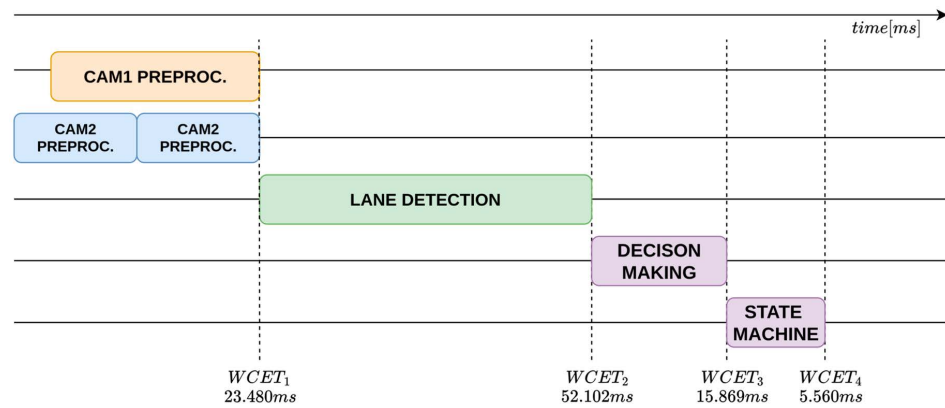 time[ms]
CAM1 PREPROC.
CAM2
PREPROC.
CAM2
PREPROC.
LANE DETECTION
DECISON
MAKING
STATE
MACHINE
WCET₁
23.480ms
WCET₂
52.102ms
WCET₃
15.869ms
WCET₄
5.560ms